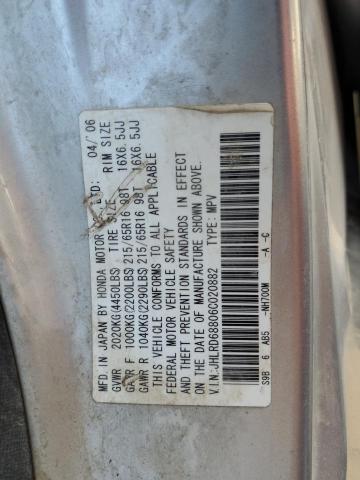 MFD. IN JAPAN BY HONDA MOTOR CO., LTD. 04/ 06
GVWR 2020KG(4450LBS) TIRE SIZE RIM SIZE
GAWR F 1000KG(2200LBS) 215/65R16 98T 16X6.5JJ
GAWR R 1040KG(2290LBS) 215/65R16 98T 16X6.5JJ
THIS VEHICLE CONFORMS TO ALL APPLICABLE
FEDERAL MOTOR VEHICLE SAFETY
AND THEFT PREVENTION STANDARDS IN EFFECT
ON THE DATE OF MANUFACTURE SHOWN ABOVE.
V.I.N.:JHLRD68806C020882 TYPE: MPV
S9B 6 AB5 -NH700M -A -C